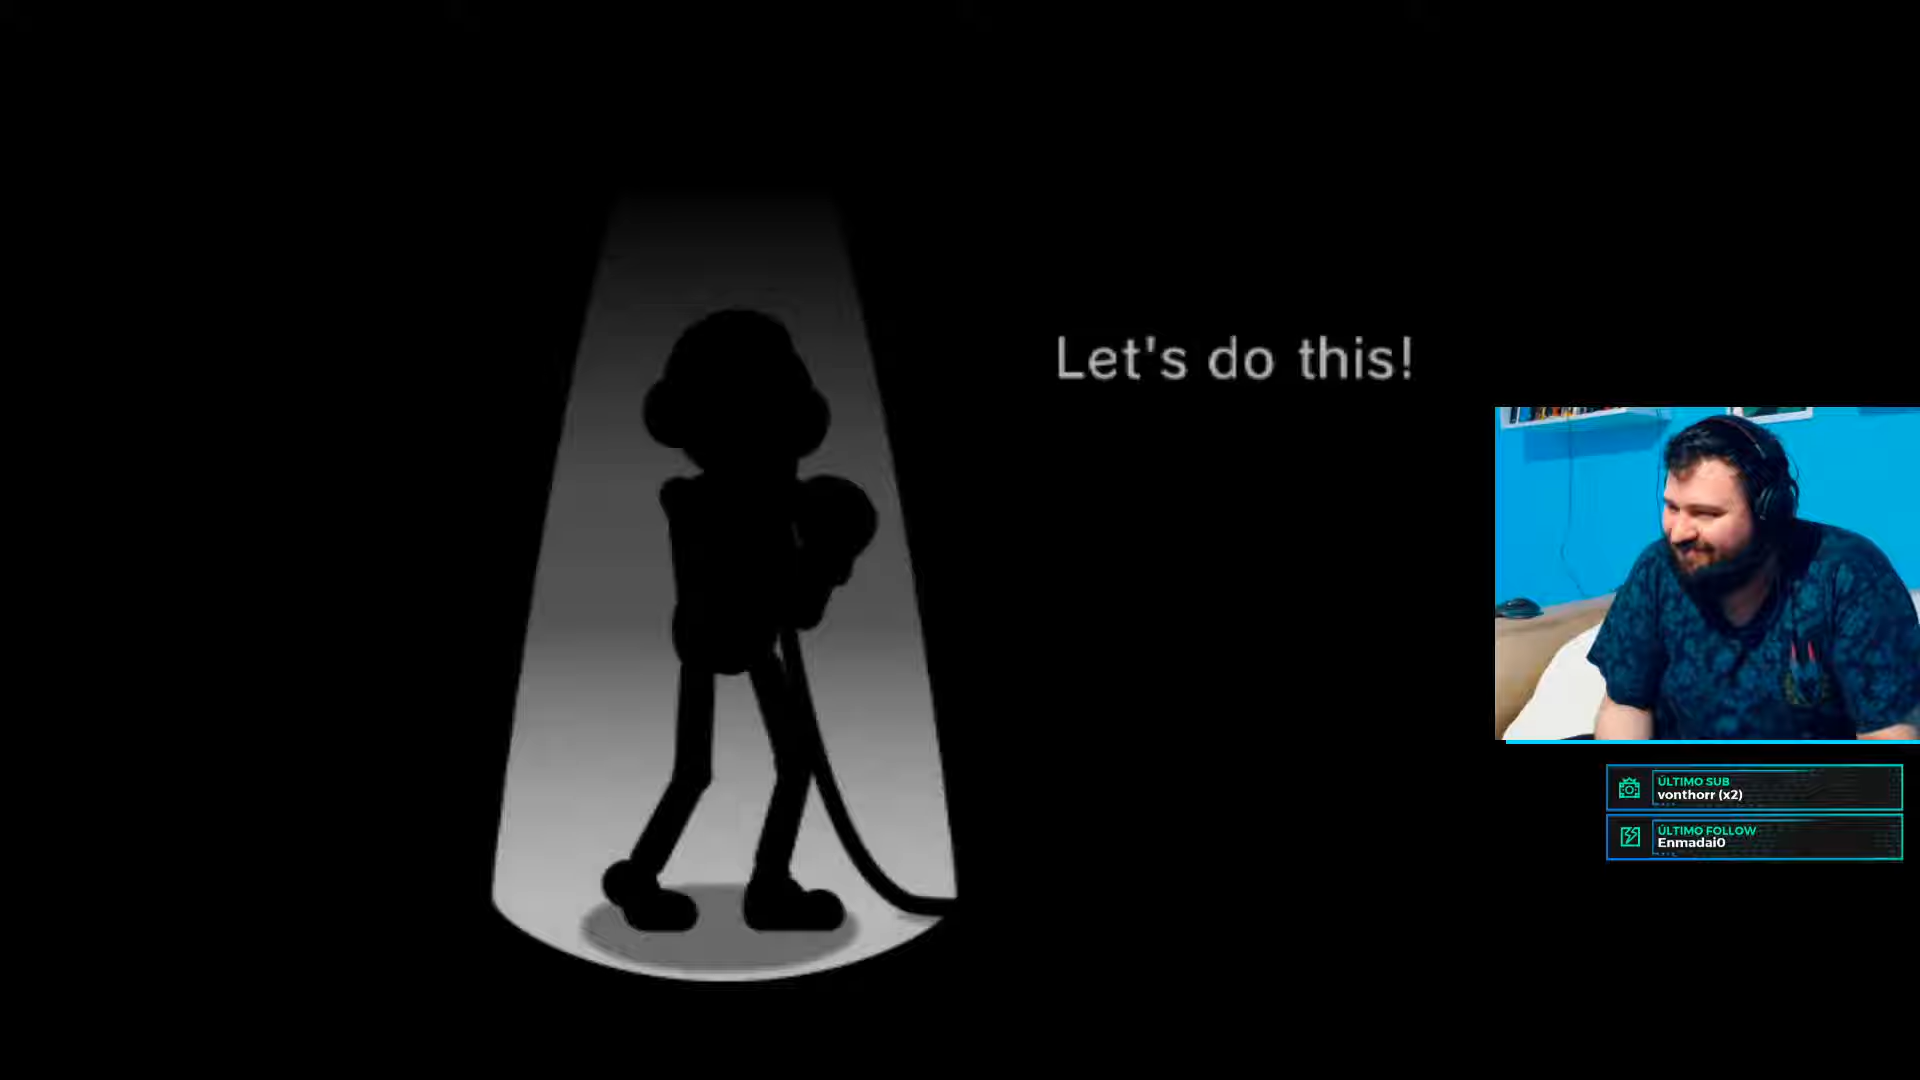 Let's do this!
ÚLTIMO SUB
vonthorr (x2)
ÚLTIMO FOLLOW
Enmadai0